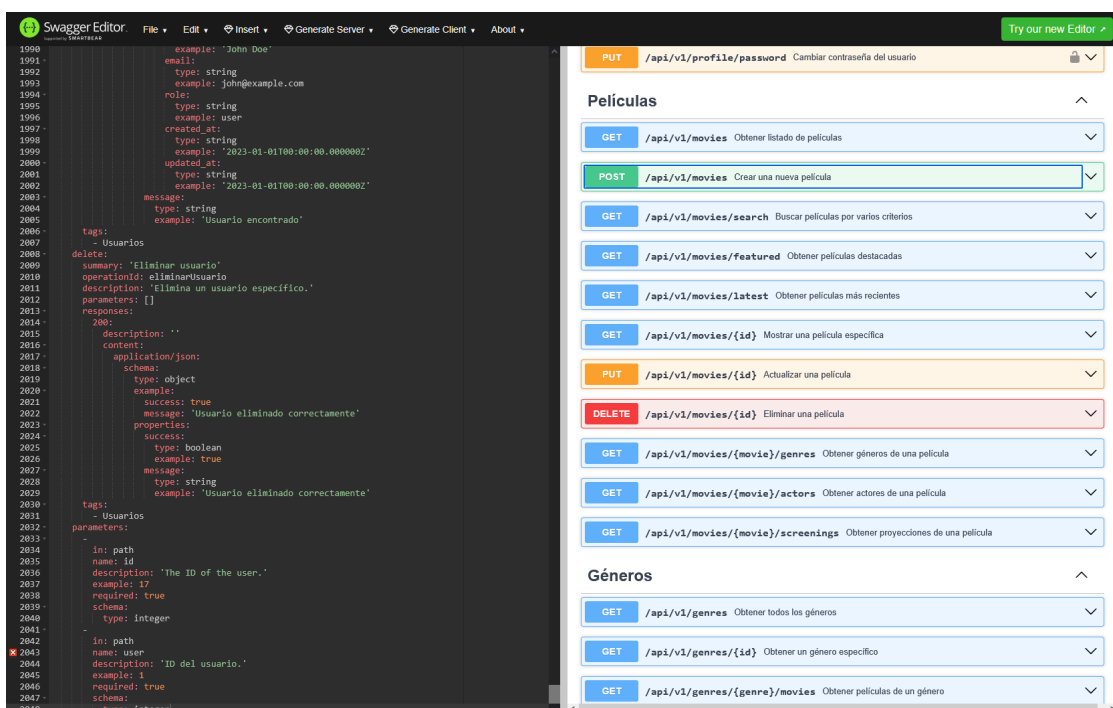 Swagger Editor.
Supported by SMARTBEAR
File
Edit
Insert
Generate Server
Generate Client
About
Try our new Editor
1990 example: 'John Doe'
1991 email:
1992 type: string
1993 example: john@example.com
1994 role:
1995 type: string
1996 example: user
1997 created_at:
1998 type: string
1999 example: '2023-01-01T00:00:00.000000Z'
2000 updated_at:
2001 type: string
2002 example: '2023-01-01T00:00:00.000000Z'
2003 message:
2004 type: string
2005 example: 'Usuario encontrado'
2006 tags:
2007 - Usuarios
2008 delete:
2009 summary: 'Eliminar usuario'
2010 operationId: eliminarUsuario
2011 description: 'Elimina un usuario específico.'
2012 parameters: []
2013 responses:
2014 200:
2015 description: ''
2016 content:
2017 application/json:
2018 schema:
2019 type: object
2020 example:
2021 success: true
2022 message: 'Usuario eliminado correctamente'
2023 properties:
2024 success:
2025 type: boolean
2026 example: true
2027 message:
2028 type: string
2029 example: 'Usuario eliminado correctamente'
2030 tags:
2031 - Usuarios
2032 parameters:
2033 -
2034 in: path
2035 name: id
2036 description: 'The ID of the user.'
2037 example: 17
2038 required: true
2039 schema:
2040 type: integer
2041 -
2042 in: path
2043 name: user
2044 description: 'ID del usuario.'
2045 example: 1
2046 required: true
2047 schema:
2048 type: integer
PUT /api/v1/profile/password Cambiar contraseña del usuario
Películas
GET /api/v1/movies Obtener listado de películas
POST /api/v1/movies Crear una nueva película
GET /api/v1/movies/search Buscar películas por varios criterios
GET /api/v1/movies/featured Obtener películas destacadas
GET /api/v1/movies/latest Obtener películas más recientes
GET /api/v1/movies/{id} Mostrar una película específica
PUT /api/v1/movies/{id} Actualizar una película
DELETE /api/v1/movies/{id} Eliminar una película
GET /api/v1/movies/{movie}/genres Obtener géneros de una película
GET /api/v1/movies/{movie}/actors Obtener actores de una película
GET /api/v1/movies/{movie}/screenings Obtener proyecciones de una película
Géneros
GET /api/v1/genres Obtener todos los géneros
GET /api/v1/genres/{id} Obtener un género específico
GET /api/v1/genres/{genre}/movies Obtener películas de un género